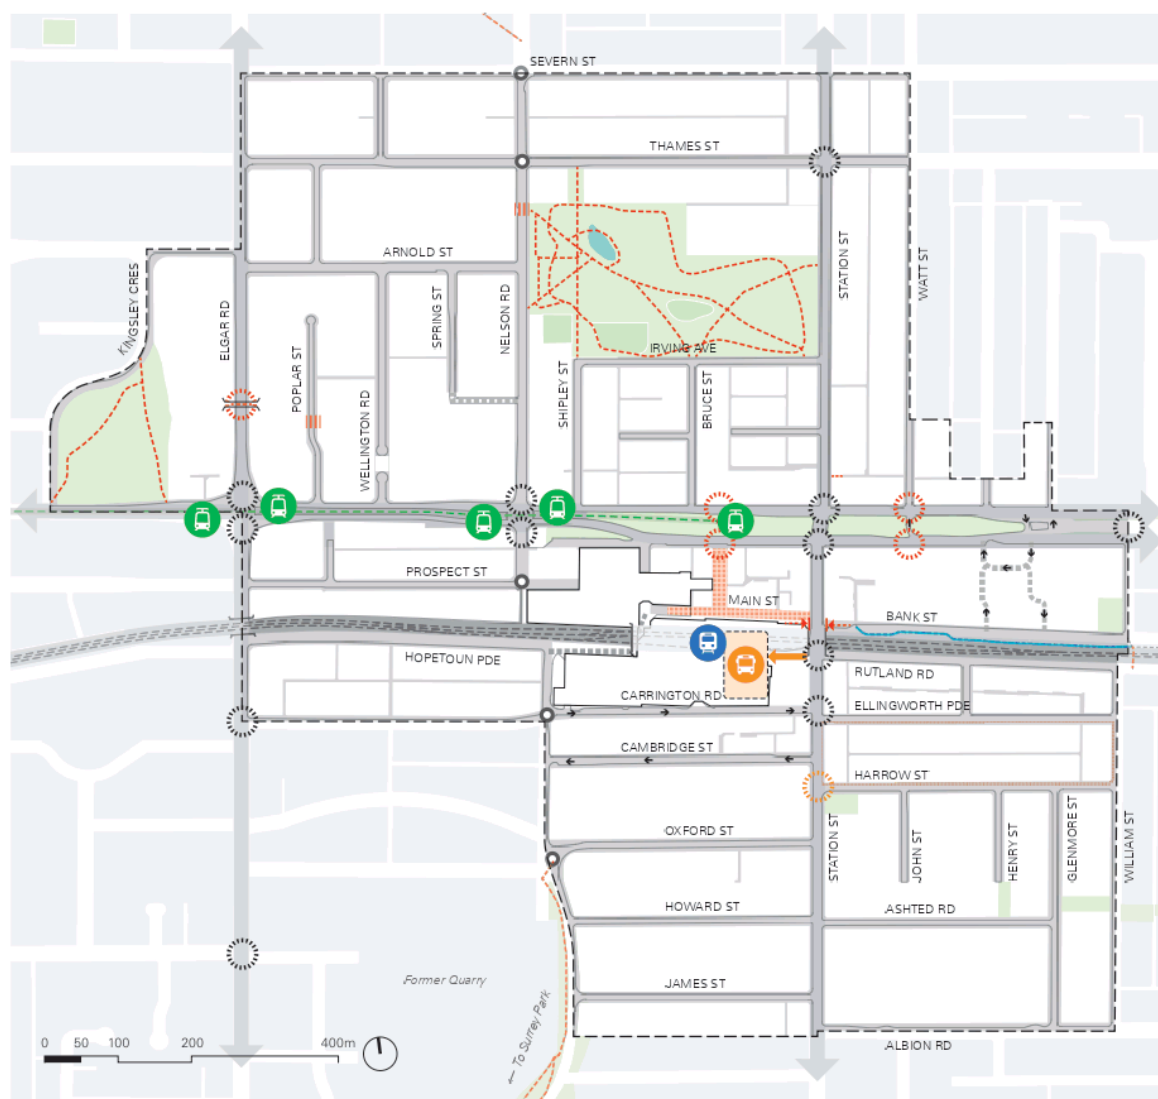 SEVERN ST
THAMES ST
ARNOLD ST
KINGSLEY CRES
ELGAR RD
POPLAR ST
WELLINGTON RD
SPRING ST
NELSON RD
SHIPLEY ST
IRVING AVE
BRUCE ST
STATION ST
WATT ST
PROSPECT ST
MAIN ST
BANK ST
HOPETOUN PDE
CARRINGTON RD
RUTLAND RD
ELLINGWORTH PDE
CAMBRIDGE ST
HARROW ST
OXFORD ST
STATION ST
JOHN ST
HENRY ST
GLENMORE ST
WILLIAM ST
HOWARD ST
ASHTED RD
JAMES ST
Former Quarry
← To Surrey Park
ALBION RD
0 50 100 200 400m